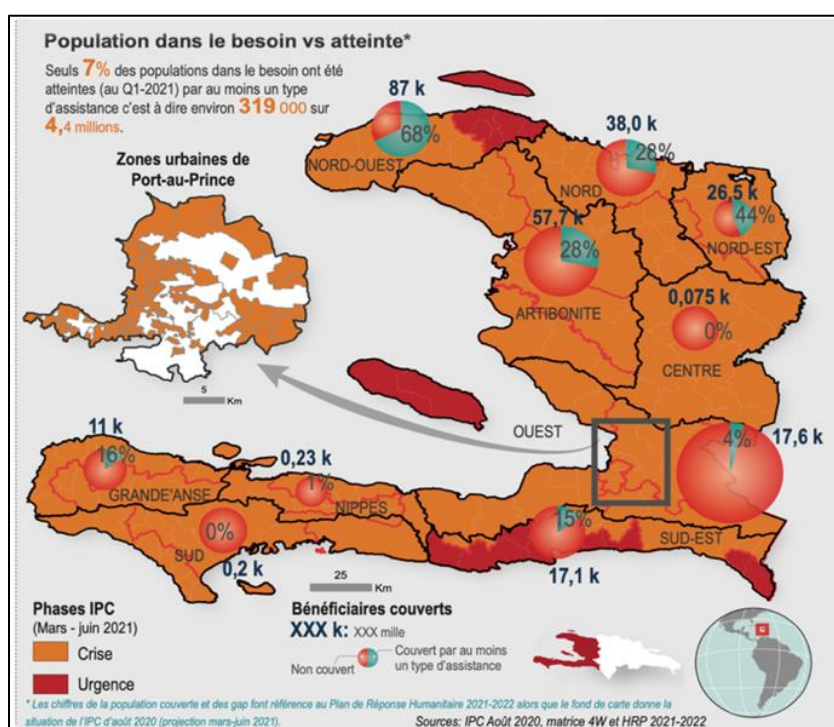 Population dans le besoin vs atteinte*
Seuls 7% des populations dans le besoin ont été
atteintes (au Q1-2021) par au moins un type
d'assistance c'est à dire environ 319 000 sur
4,4 millions.
Zones urbaines de
Port-au-Prince
5
Km
87 k
68%
NORD-OUEST
38,0 k
28%
NORD
26,5 k
44%
NORD-EST
57,7 k
28%
ARTIBONITE
0,075 k
0%
CENTRE
OUEST
4%
17,6 k
11 k
16%
GRANDE'ANSE
0,23 k
1%
NIPPES
0%
SUD
0,2 k
15%
SUD-EST
17,1 k
25
Km
Phases IPC
(Mars - juin 2021)
Crise
Urgence
Bénéficiaires couverts
XXX k: XXX mille
Non couvert
Couvert par au moins
un type d'assistance
* Les chiffres de la population couverte et des gap font référence au Plan de Réponse Humanitaire 2021-2022 alors que le fond de carte donne la
situation de l'IPC d'août 2020 (projection mars-juin 2021).
Sources: IPC Août 2020, matrice 4W et HRP 2021-2022